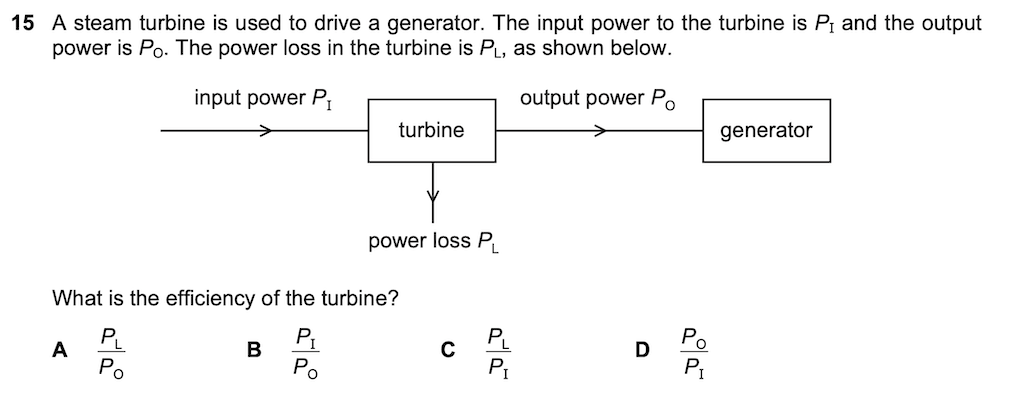 15 A steam turbine is used to drive a generator. The input power to the turbine is P_I and the output
power is P_O. The power loss in the turbine is P_L, as shown below.
input power P_I
output power P_O
turbine
generator
power loss P_L
What is the efficiency of the turbine?
A P_L/P_O B P_I/P_O C P_L/P_I D P_O/P_I